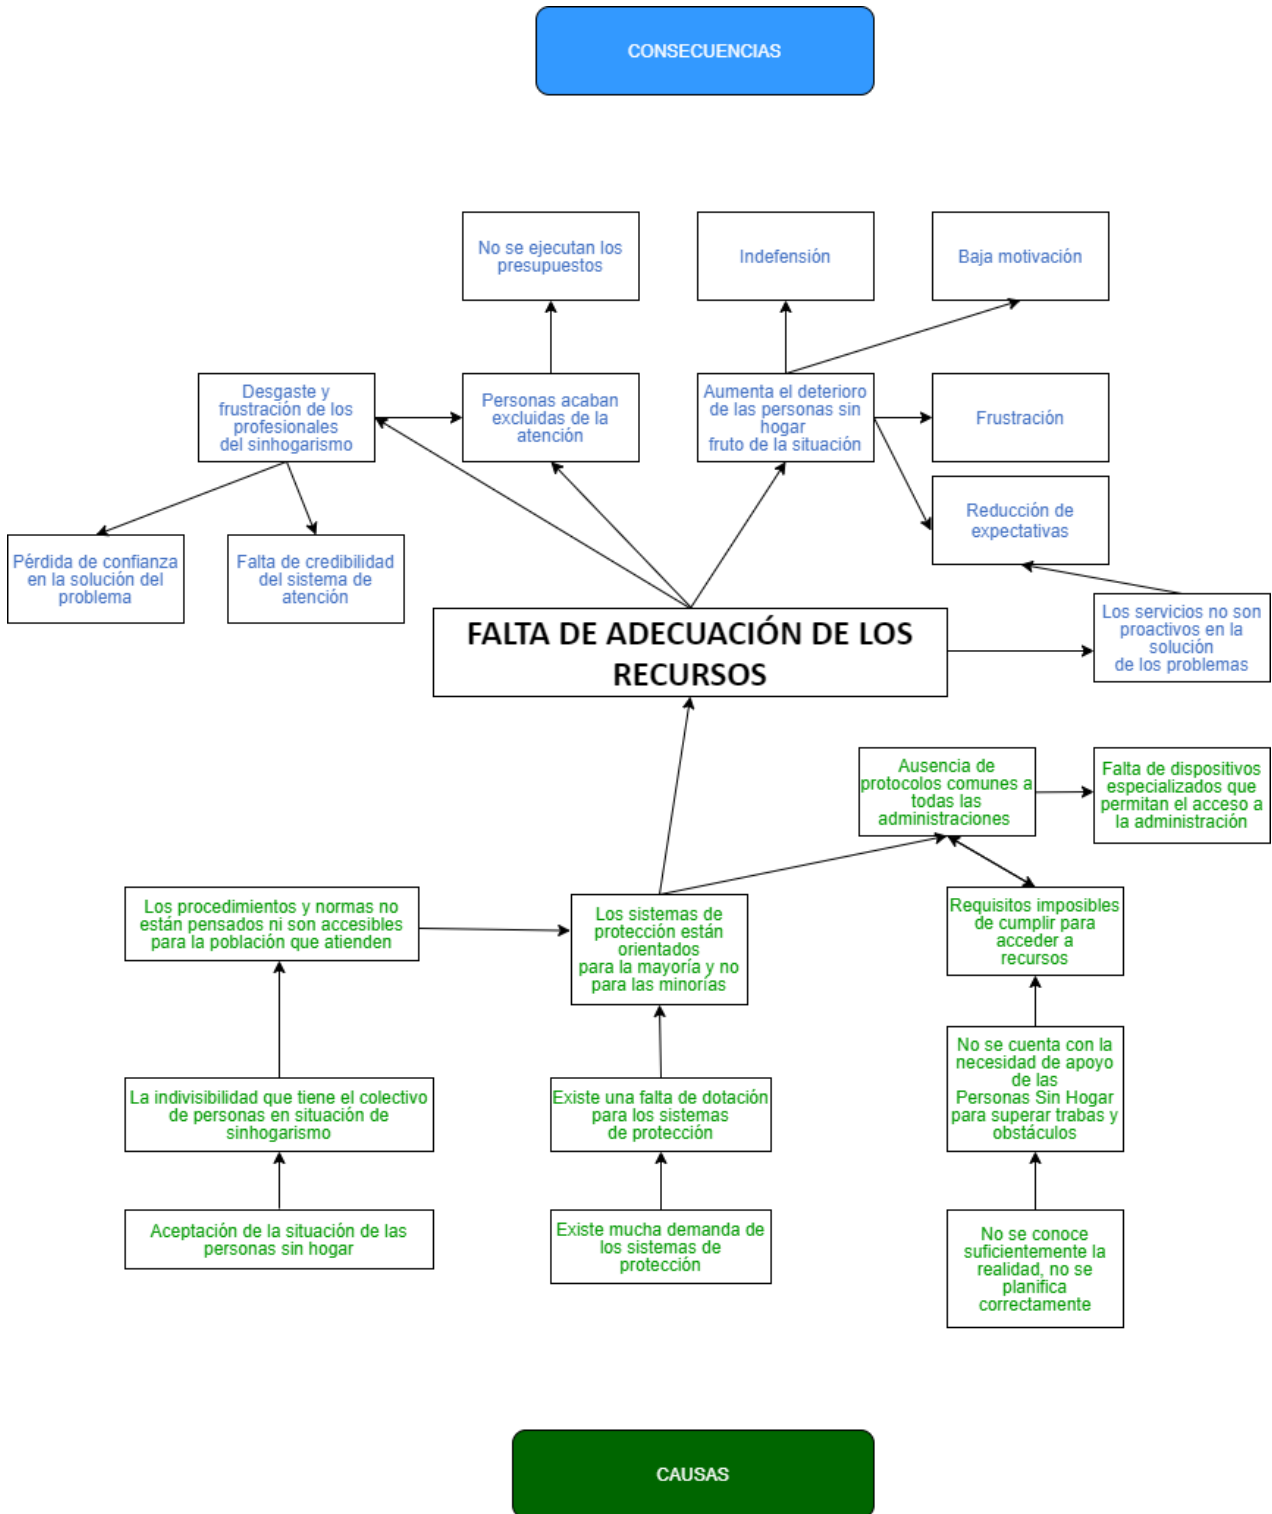 CONSECUENCIAS
No se ejecutan los
presupuestos
Indefensión
Baja motivación
Desgaste y
frustración de los
profesionales
del sinhogarismo
Personas acaban
excluidas de la
atención
Aumenta el deterioro
de las personas sin
hogar
fruto de la situación
Frustración
Reducción de
expectativas
Pérdida de confianza
en la solución del
problema
Falta de credibilidad
del sistema de
atención
Los servicios no son
proactivos en la
solución
de los problemas
FALTA DE ADECUACIÓN DE LOS
RECURSOS
Ausencia de
protocolos comunes a
todas las
administraciones
Falta de dispositivos
especializados que
permitan el acceso a
la administración
Los procedimientos y normas no
están pensados ni son accesibles
para la población que atienden
Los sistemas de
protección están
orientados
para la mayoría y no
para las minorías
Requisitos imposibles
de cumplir para
acceder a
recursos
La indivisibilidad que tiene el colectivo
de personas en situación de
sinhogarismo
Existe una falta de dotación
para los sistemas
de protección
No se cuenta con la
necesidad de apoyo
de las
Personas Sin Hogar
para superar trabas y
obstáculos
Aceptación de la situación de las
personas sin hogar
Existe mucha demanda de
los sistemas de
protección
No se conoce
suficientemente la
realidad, no se
planifica
correctamente
CAUSAS